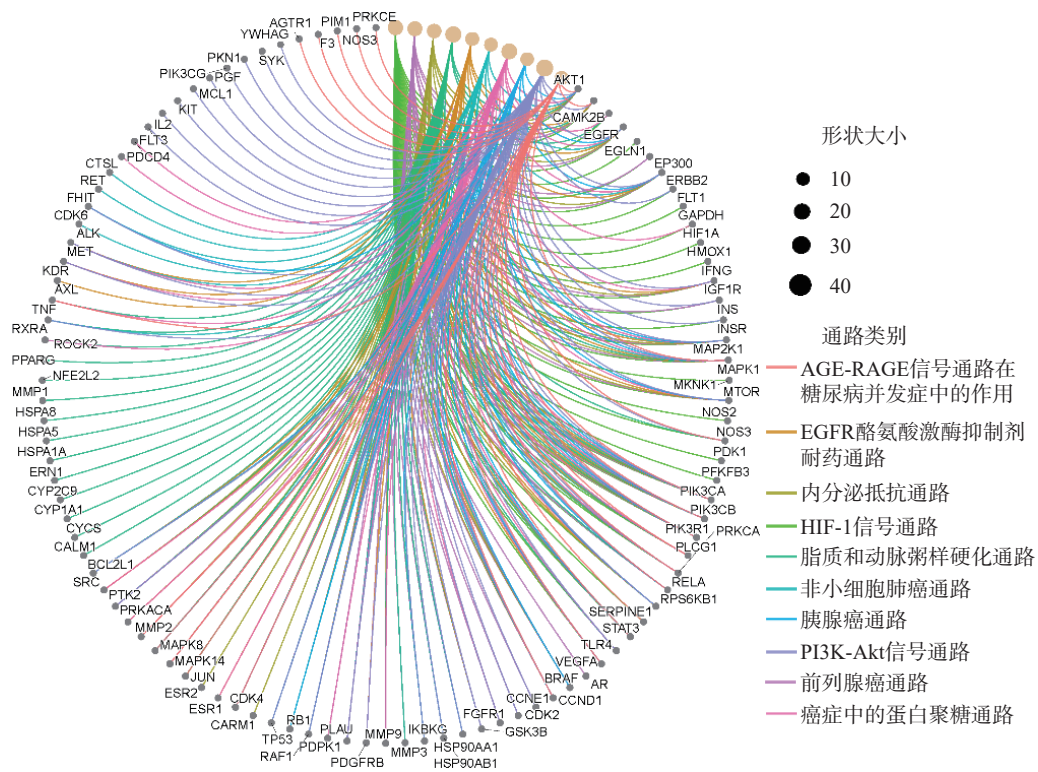 PRKCE
PIM1
AGTR1
NOS3
F3
YWHAG
SYK
PKN1
PIK3CG
PGF
MCL1
KIT
IL2
FLT3
PDCD4
CTSL
RET
FHIT
CDK6
ALK
MET
KDR
AXL
TNF
RXRA
ROCK2
PPARG
NFE2L2
MMP1
HSPA8
HSPA5
HSPA1A
ERN1
CYP2C9
CYP1A1
CYCS
CALM1
BCL2L1
SRC
PTK2
PRKACA
MMP2
MAPK8
MAPK14
JUN
ESR2
ESR1
CDK4
CARM1
TP53
RB1
RAF1
PDPK1
PLAU
PDGFRB
MMP9
MMP3
IKBKG
HSP90AB1
HSP90AA1
FGFR1
GSK3B
CDK2
CCNE1
CCND1
BRAF
AR
VEGFA
TLR4
STAT3
SERPINE1
RPS6KB1
RELA
PLCG1
PRKCA
PIK3R1
PIK3CB
PIK3CA
PFKFB3
PDK1
NOS3
NOS2
MTOR
MKNK1
MAPK1
MAP2K1
INSR
INS
IGF1R
IFNG
HMOX1
HIF1A
GAPDH
FLT1
ERBB2
EP300
EGLN1
EGFR
CAMK2B
AKT1
形状大小
10
20
30
40
通路类别
AGE-RAGE信号通路在
糖尿病并发症中的作用
EGFR酪氨酸激酶抑制剂
耐药通路
内分泌抵抗通路
HIF-1信号通路
脂质和动脉粥样硬化通路
非小细胞肺癌通路
胰腺癌通路
PI3K-Akt信号通路
前列腺癌通路
癌症中的蛋白聚糖通路